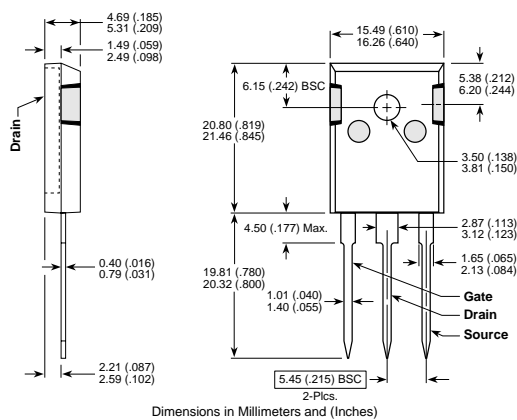 4.69 (.185)
5.31 (.209)
1.49 (.059)
2.49 (.098)
15.49 (.610)
16.26 (.640)
6.15 (.242) BSC
5.38 (.212)
6.20 (.244)
Drain
20.80 (.819)
21.46 (.845)
3.50 (.138)
3.81 (.150)
4.50 (.177) Max.
2.87 (.113)
3.12 (.123)
0.40 (.016)
0.79 (.031)
19.81 (.780)
20.32 (.800)
1.65 (.065)
2.13 (.084)
1.01 (.040)
1.40 (.055)
Gate
Drain
Source
2.21 (.087)
2.59 (.102)
5.45 (.215) BSC
2-Plcs.
Dimensions in Millimeters and (Inches)